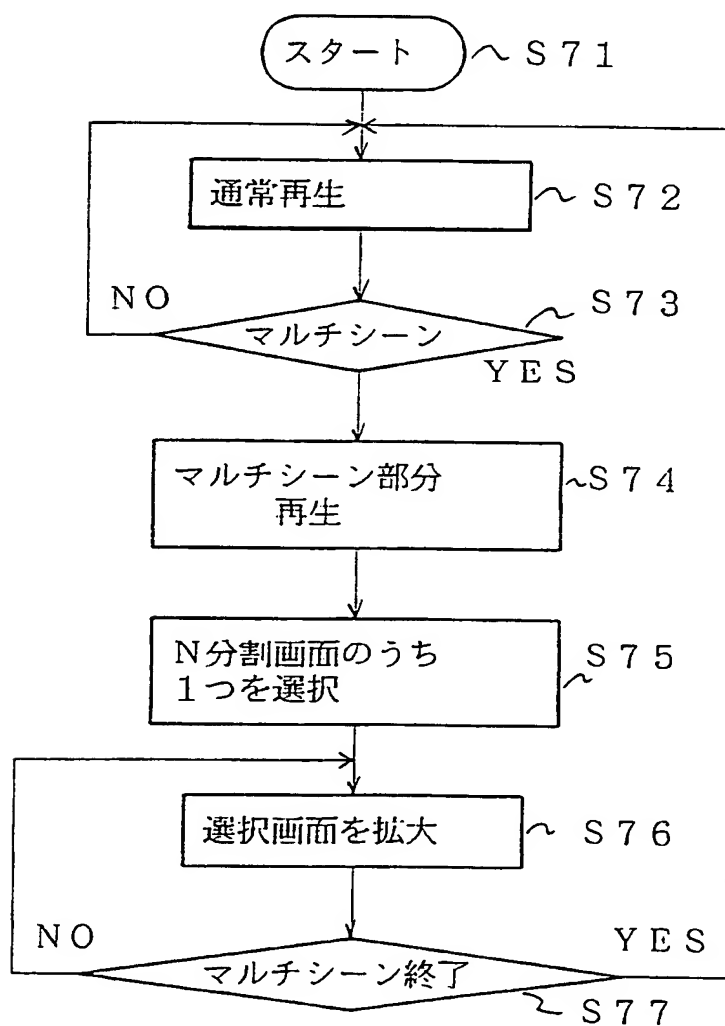 スタート
S71
通常再生
S72
NO
S73
マルチシーン
YES
マルチシーン部分
再生
S74
N分割画面のうち
1つを選択
S75
選択画面を拡大
S76
NO
YES
マルチシーン終了
S77